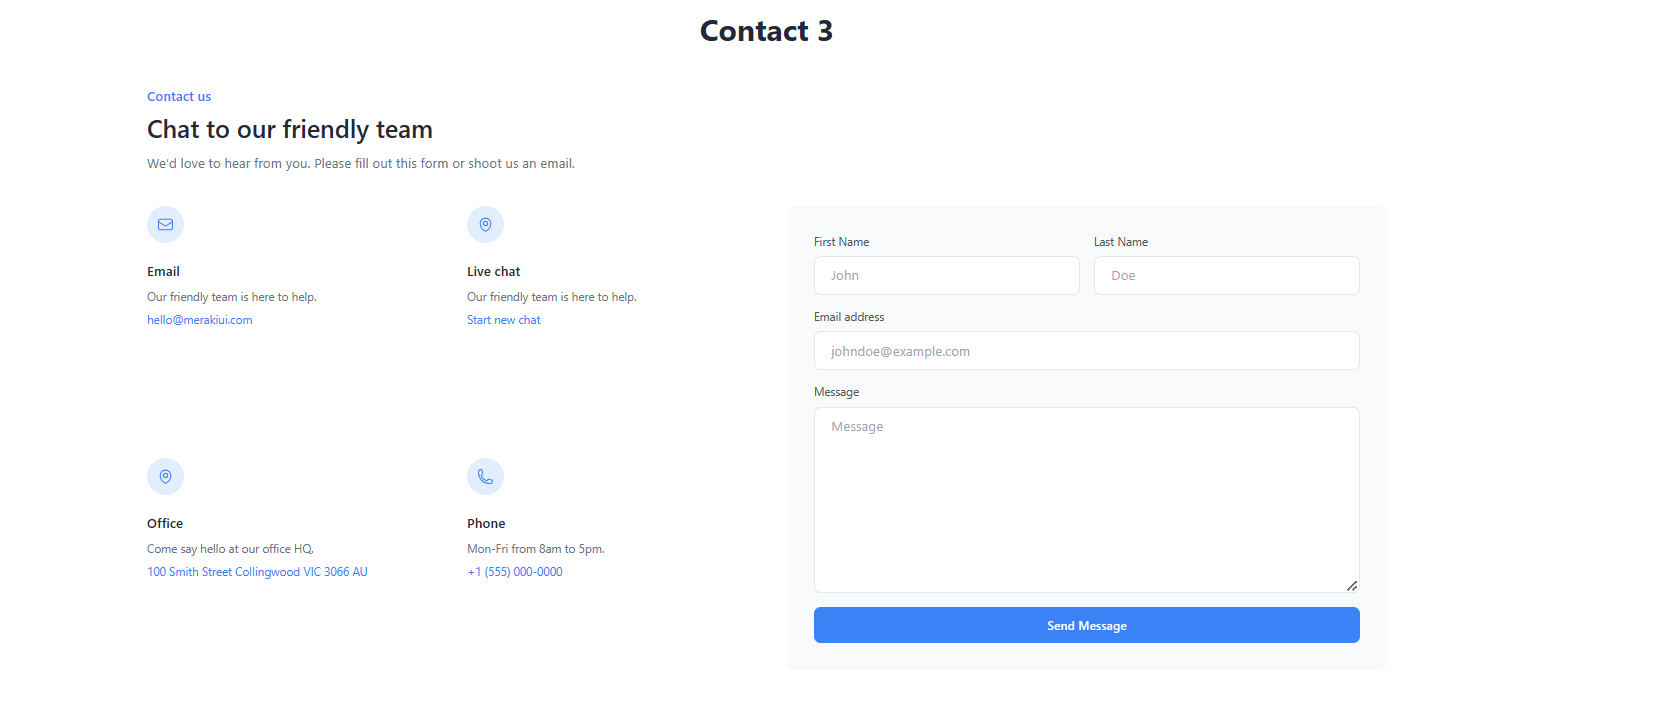 Contact 3
Contact us
Chat to our friendly team
We'd love to hear from you. Please fill out this form or shoot us an email.
Email
Our friendly team is here to help.
hello@merakiui.com
Live chat
Our friendly team is here to help.
Start new chat
Office
Come say hello at our office HQ.
100 Smith Street Collingwood VIC 3066 AU
Phone
Mon-Fri from 8am to 5pm.
+1 (555) 000-0000
First Name
John
Last Name
Doe
Email address
johndoe@example.com
Message
Message
Send Message